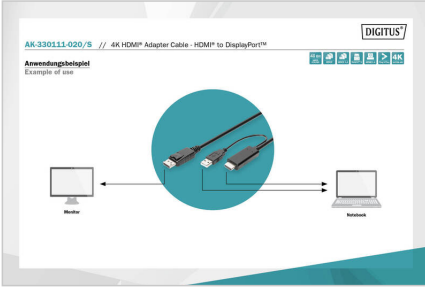 DIGITUS®
AK-330111-020/S // 4K HDMI® Adapter Cable - HDMI® to DisplayPort™
4K
Anwendungsbeispiel
Example of use
Monitor
Notebook